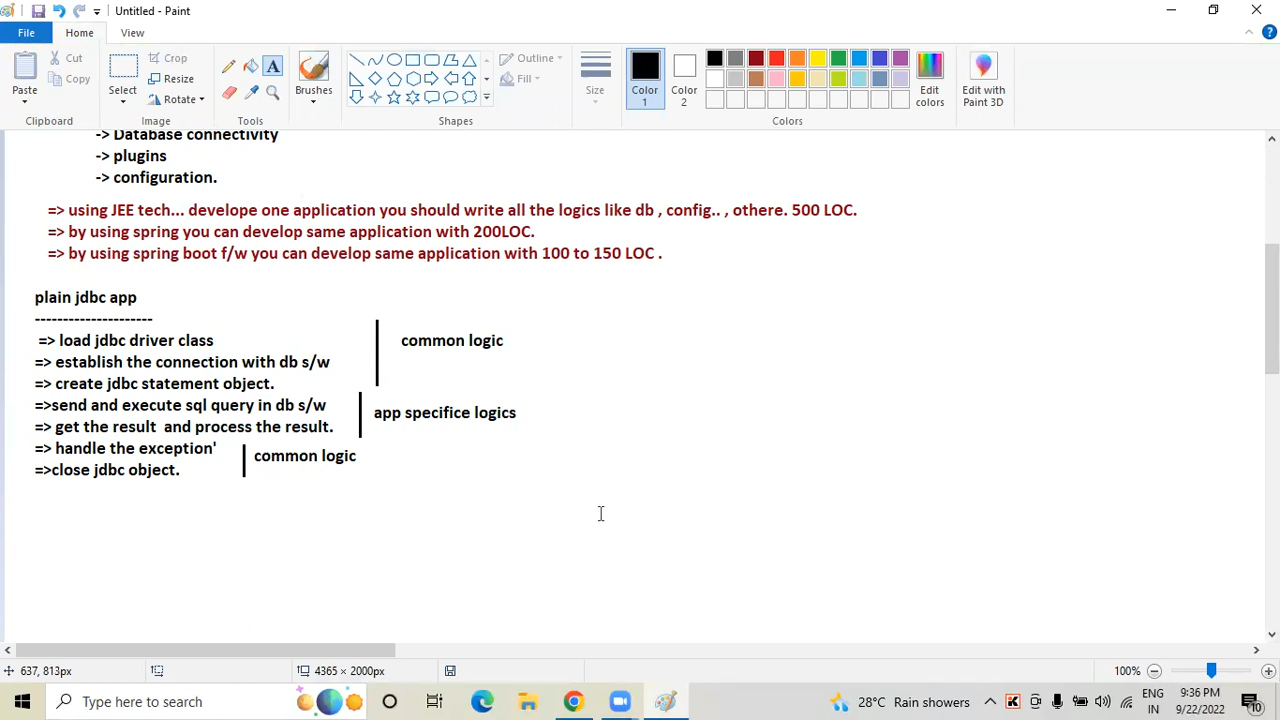 Untitled - Paint
File Home View
Paste
Cut
Copy
Clipboard
Select
Crop
Resize
Rotate
Image
Tools
Brushes
Shapes
Outline
Fill
Size
Color 1
Color 2
Colors
Edit colors
Edit with Paint 3D
-> Database connectivity
-> plugins
-> configuration.
=> using JEE tech... develope one application you should write all the logics like db , config.. , othere. 500 LOC.
=> by using spring you can develop same application with 200LOC.
=> by using spring boot f/w you can develop same application with 100 to 150 LOC .
plain jdbc app
---------------------
=> load jdbc driver class common logic
=> establish the connection with db s/w
=> create jdbc statement object.
=>send and execute sql query in db s/w app specifice logics
=> get the result and process the result.
=> handle the exception' common logic
=>close jdbc object.
637, 813px 4365 × 2000px 100%
Type here to search 28°C Rain showers ENG IN 9:36 PM 9/22/2022 10